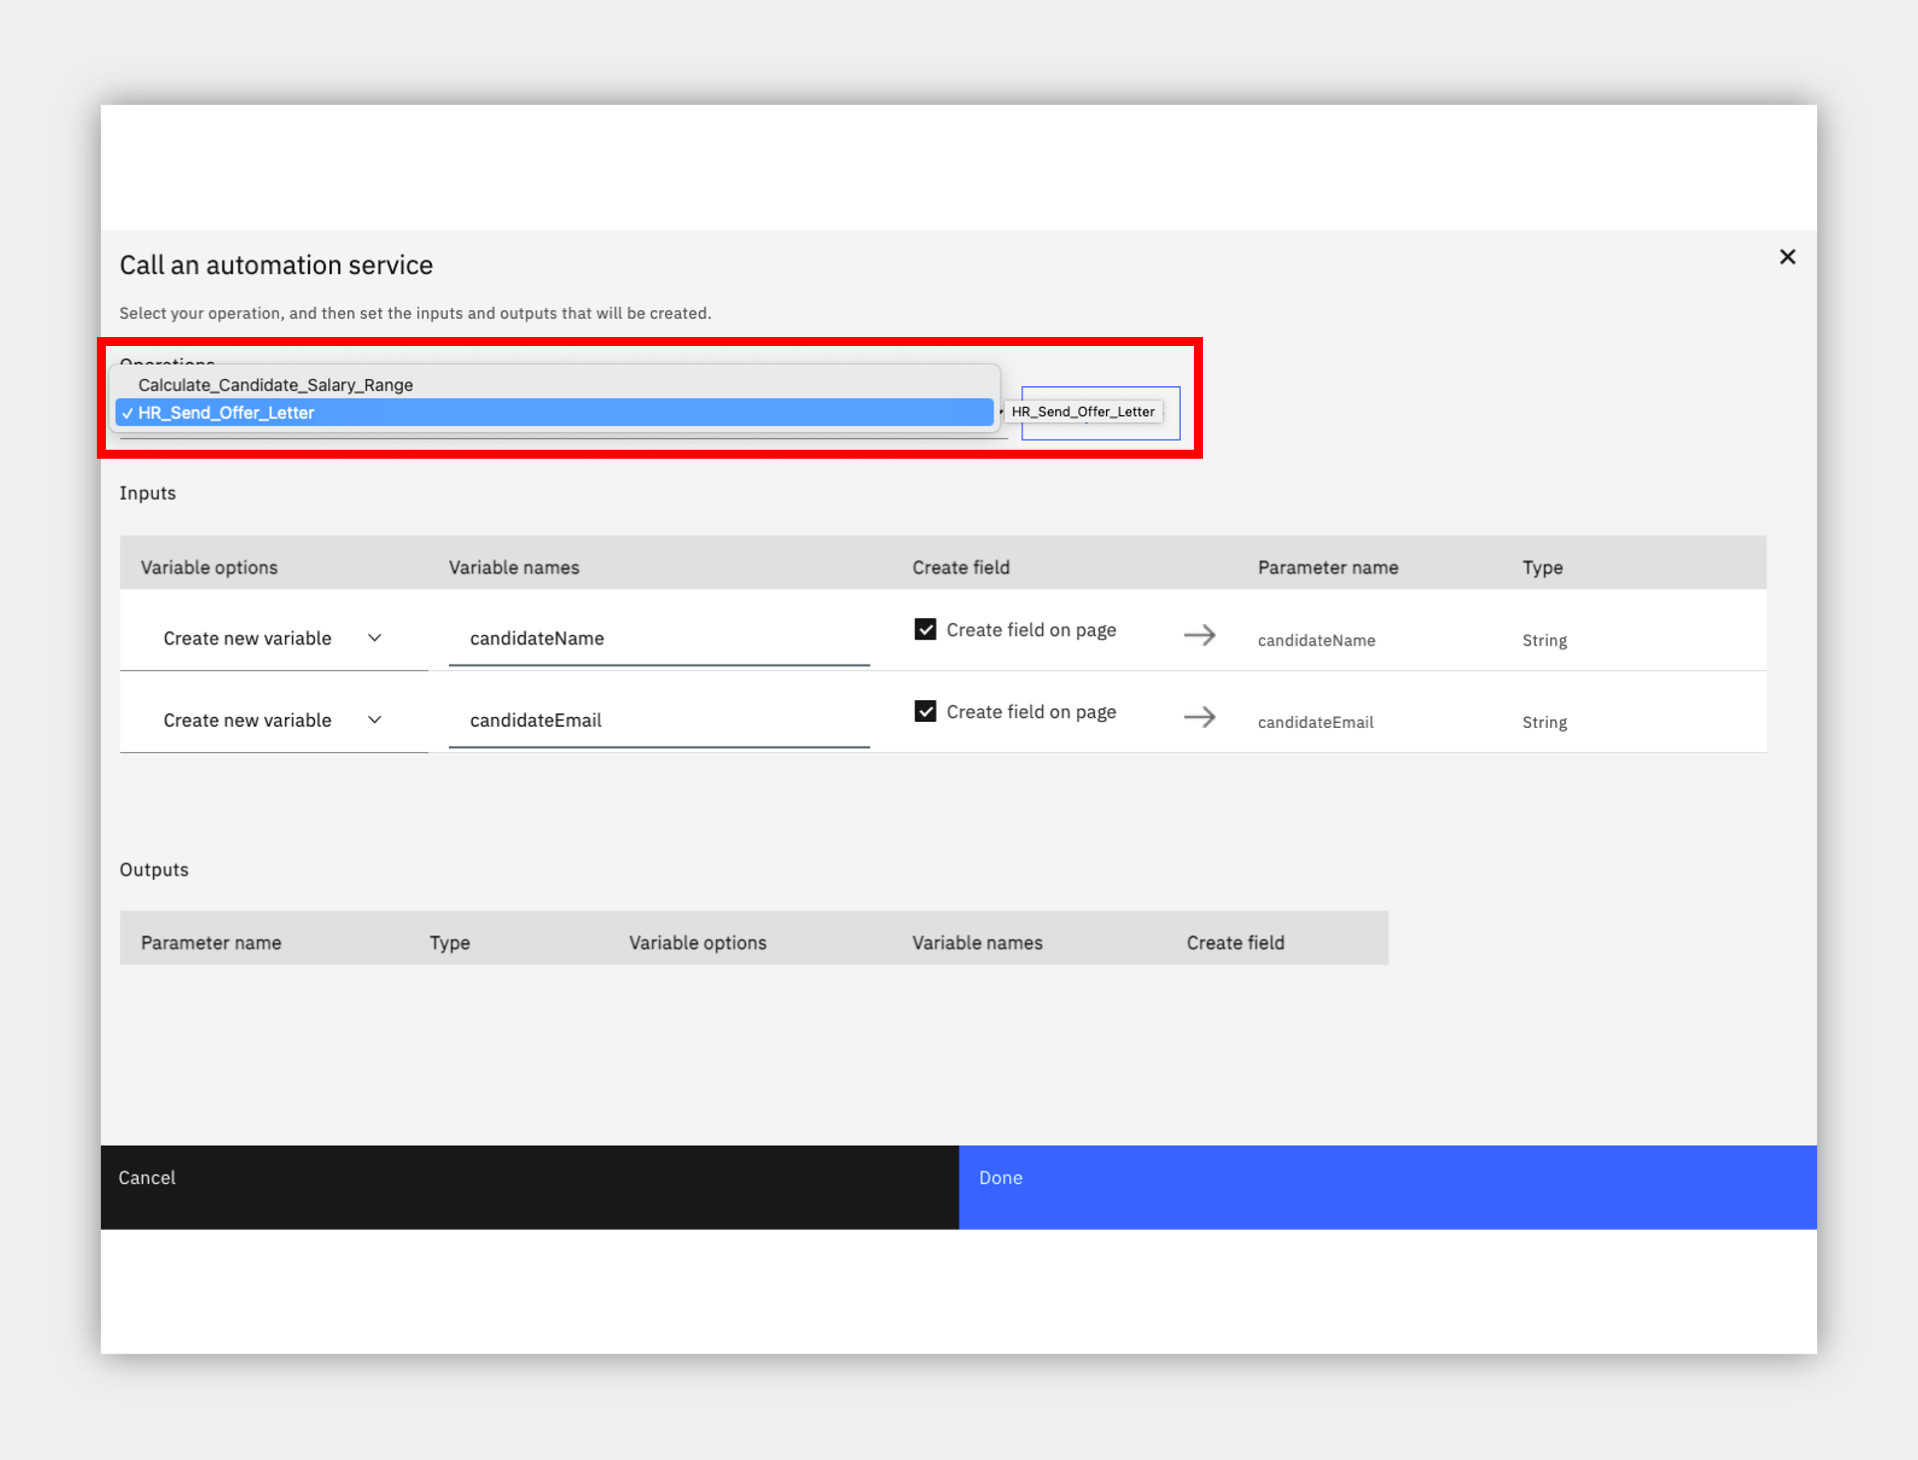 Call an automation service
Select your operation, and then set the inputs and outputs that will be created.
Operations
Calculate_Candidate_Salary_Range
✓ HR_Send_Offer_Letter
HR_Send_Offer_Letter
Inputs
Variable options Variable names Create field Parameter name Type
Create new variable candidateName Create field on page → candidateName String
Create new variable candidateEmail Create field on page → candidateEmail String
Outputs
Parameter name Type Variable options Variable names Create field
Cancel Done